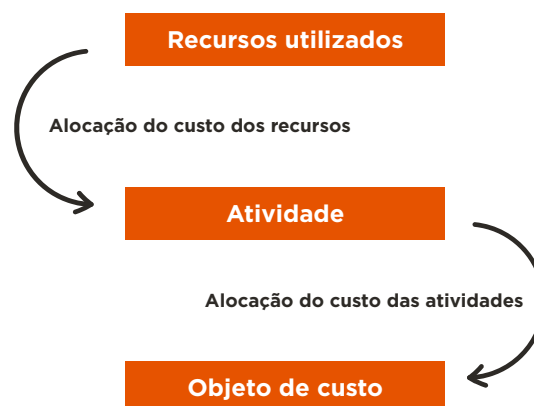 Recursos utilizados
Alocação do custo dos recursos
Atividade
Alocação do custo das atividades
Objeto de custo